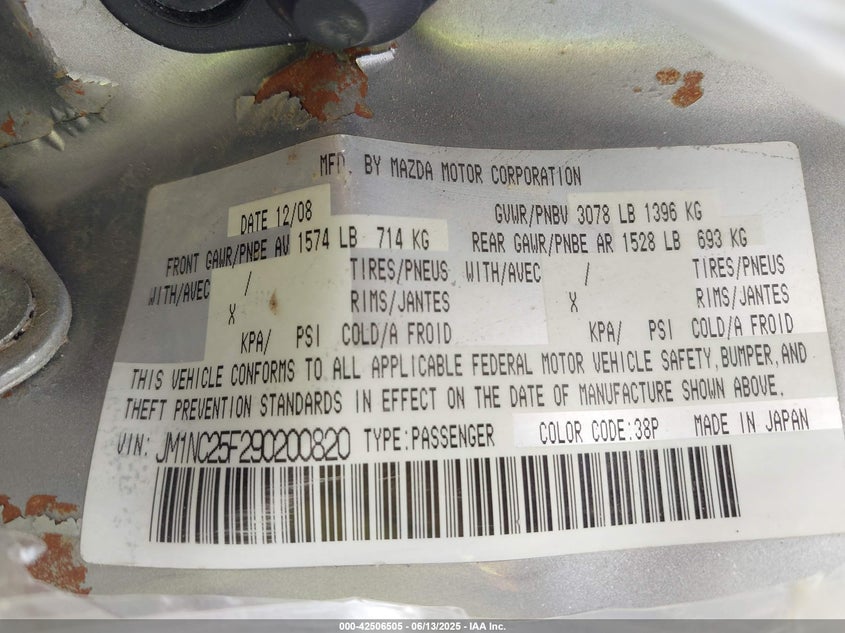 MFD. BY MAZDA MOTOR CORPORATION
DATE 12/08 GVWR/PNBV 3078 LB 1396 KG
FRONT GAWR/PNBE AV 1574 LB 714 KG REAR GAWR/PNBE AR 1528 LB 693 KG
WITH/AVEC / TIRES/PNEUS WITH/AVEC / TIRES/PNEUS
X RIMS/JANTES X RIMS/JANTES
KPA/ PSI COLD/A FROID KPA/ PSI COLD/A FROID
THIS VEHICLE CONFORMS TO ALL APPLICABLE FEDERAL MOTOR VEHICLE SAFETY,BUMPER,AND
THEFT PREVENTION STANDARDS IN EFFECT ON THE DATE OF MANUFACTURE SHOWN ABOVE.
VIN: JM1NC25F290200820 TYPE:PASSENGER COLOR CODE:38P MADE IN JAPAN
000-42506505 - 06/13/2025 - IAA Inc.